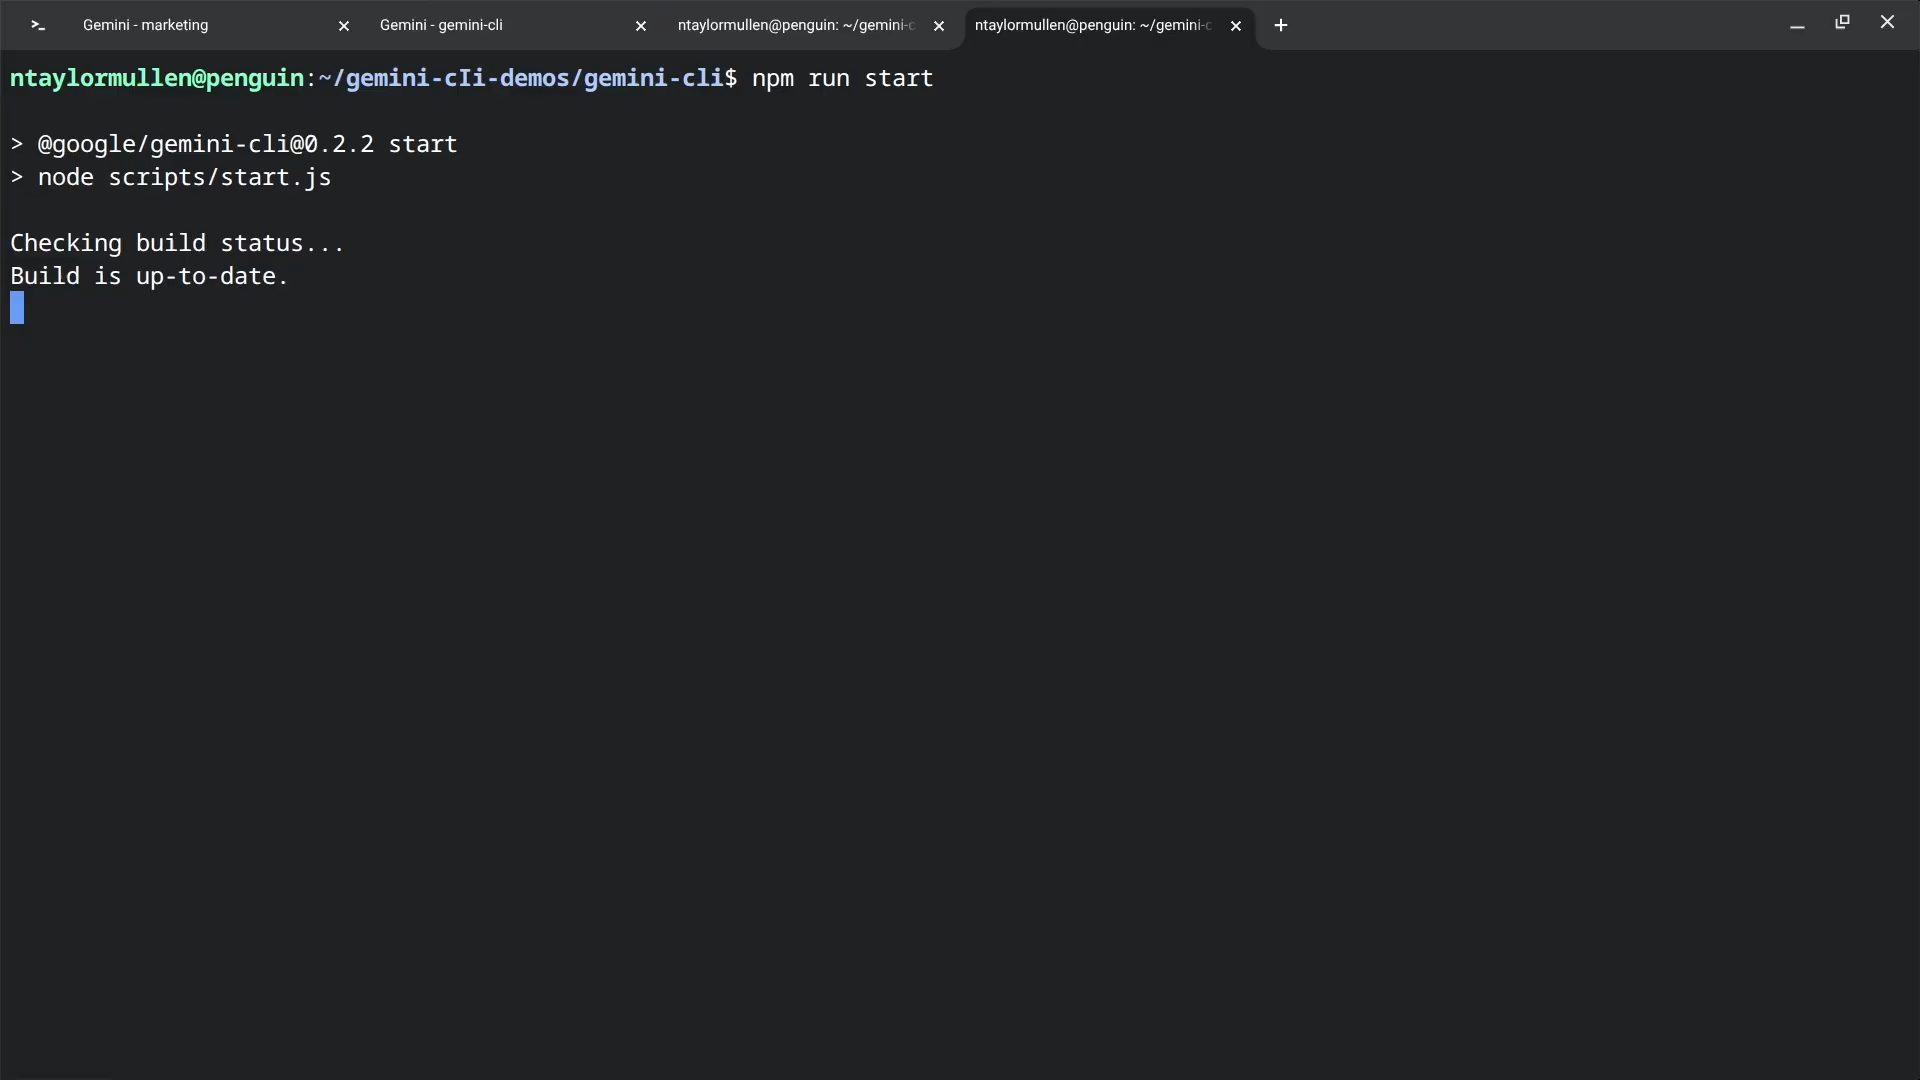 >_ Gemini - marketing Gemini - gemini-cli ntaylormullen@penguin: ~/gemini-c ntaylormullen@penguin: ~/gemini-c
ntaylormullen@penguin:~/gemini-cIi-demos/gemini-cli$ npm run start
> @google/gemini-cli@0.2.2 start
> node scripts/start.js
Checking build status...
Build is up-to-date.